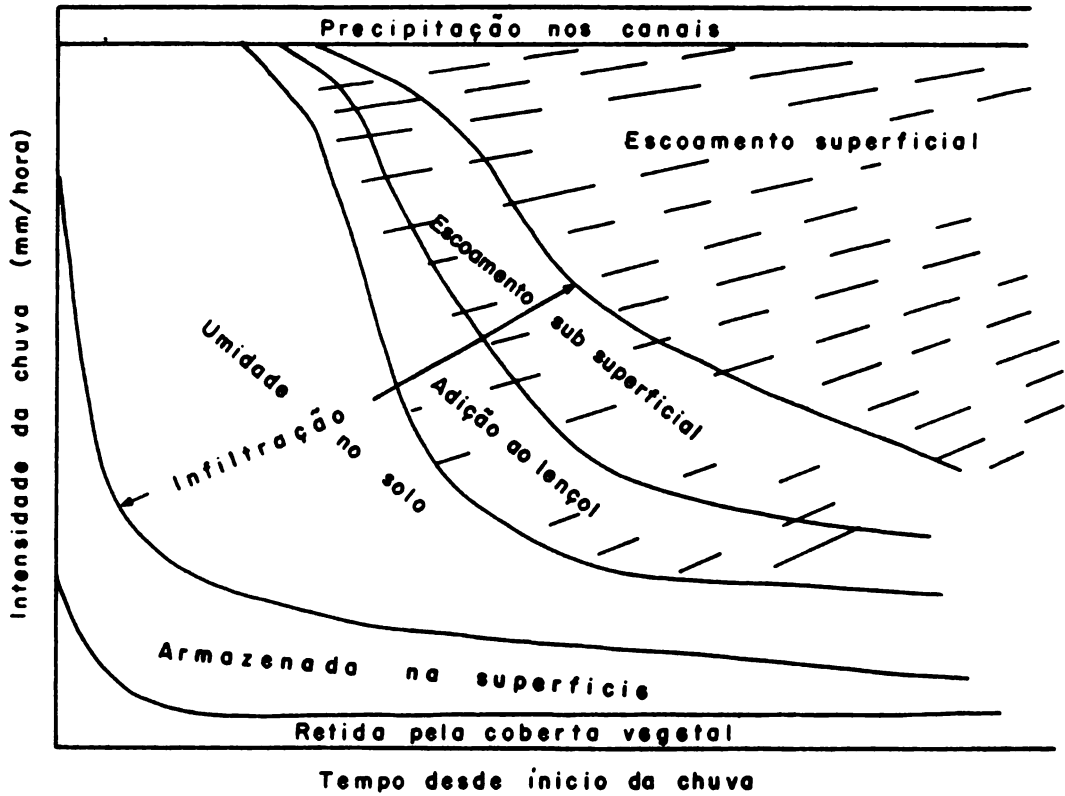 Precipitação nos canais
Escoamento superficial
Intensidade da chuva (mm/hora)
Escoamento sub superficial
Umidade no solo
Adição ao lençol
Infiltração
Armazenada na superficie
Retida pela coberta vegetal
Tempo desde ínicio da chuva